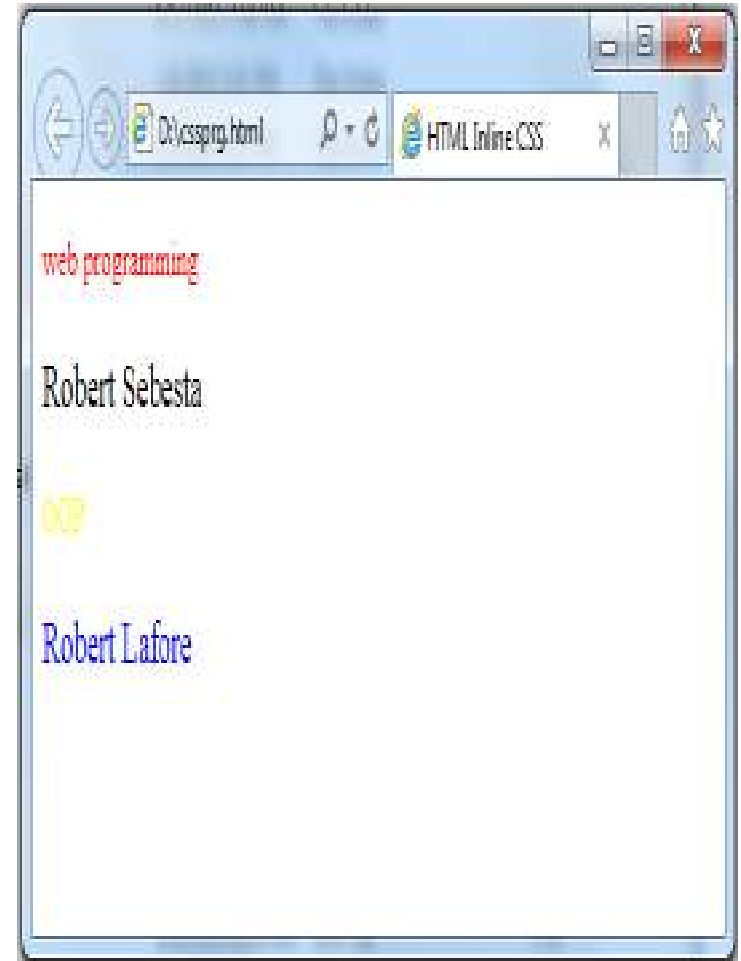 D:\cssprg.html
HTML Inline CSS
web programming
Robert Sebesta
OOP
Robert Lafore